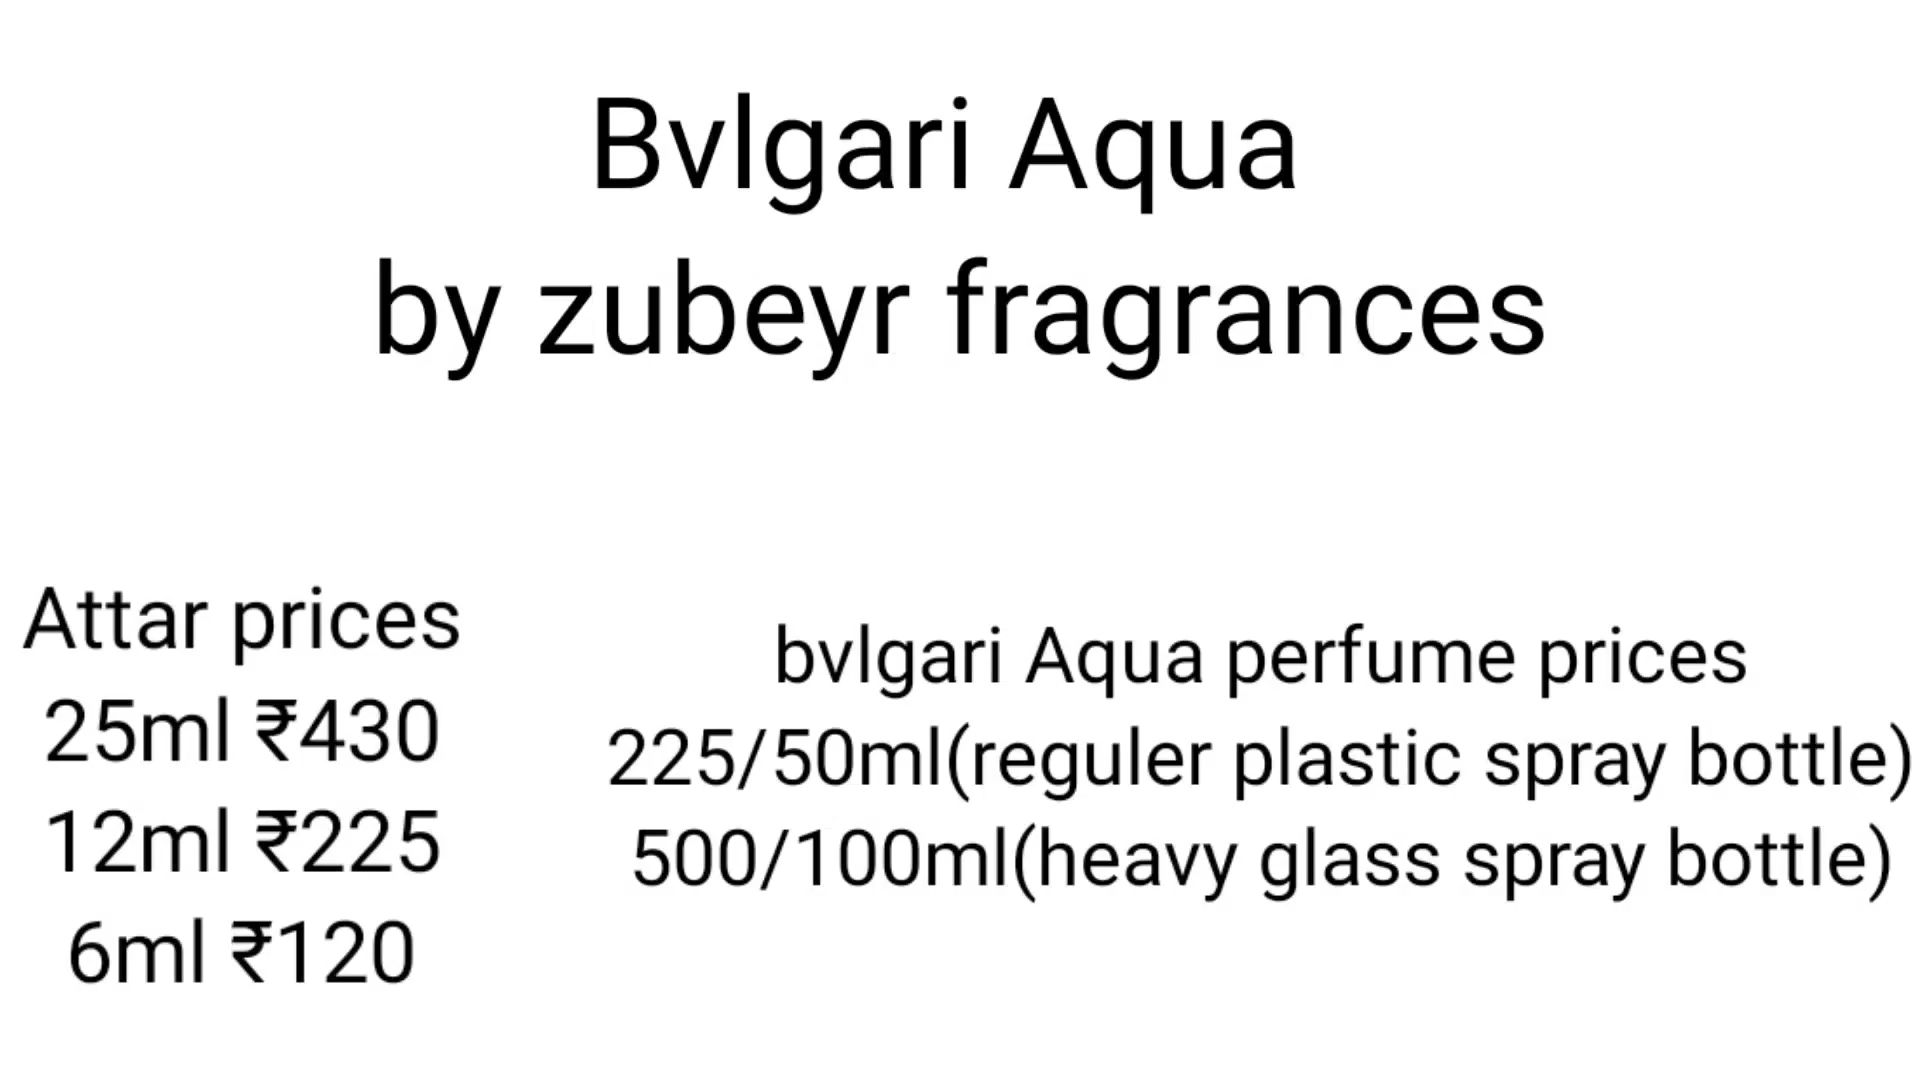 Bvlgari Aqua
by zubeyr fragrances
Attar prices
25ml ₹430
12ml ₹225
6ml ₹120
bvlgari Aqua perfume prices
225/50ml(reguler plastic spray bottle)
500/100ml(heavy glass spray bottle)